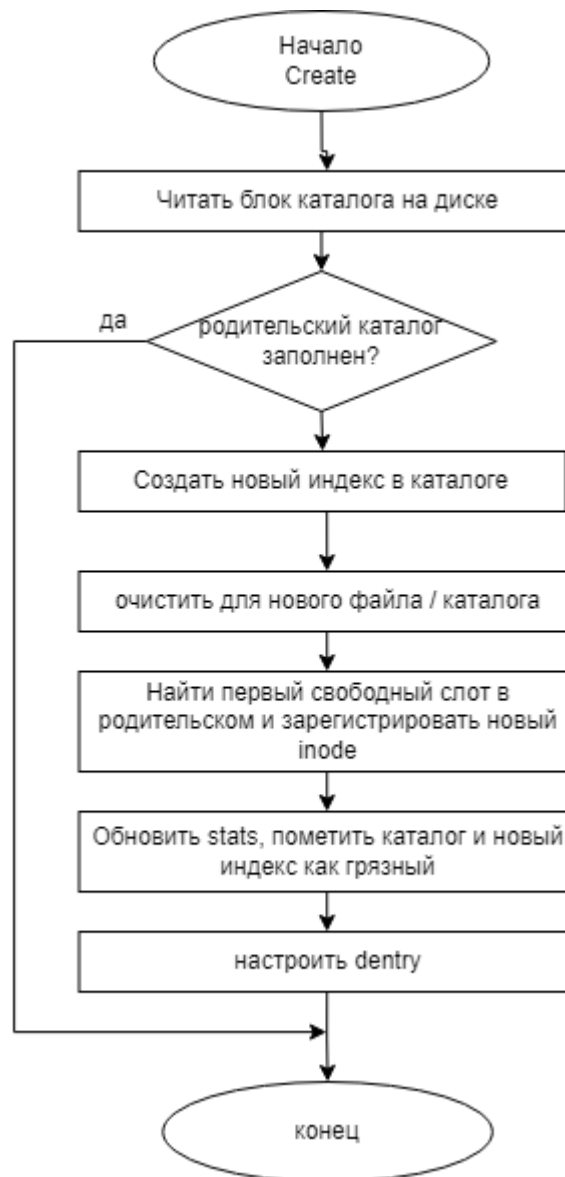 Начало
Create
Читать блок каталога на диске
да
родительский каталог
заполнен?
Создать новый индекс в каталоге
очистить для нового файла / каталога
Найти первый свободный слот в
родительском и зарегистрировать новый
inode
Обновить stats, пометить каталог и новый
индекс как грязный
настроить dentry
конец